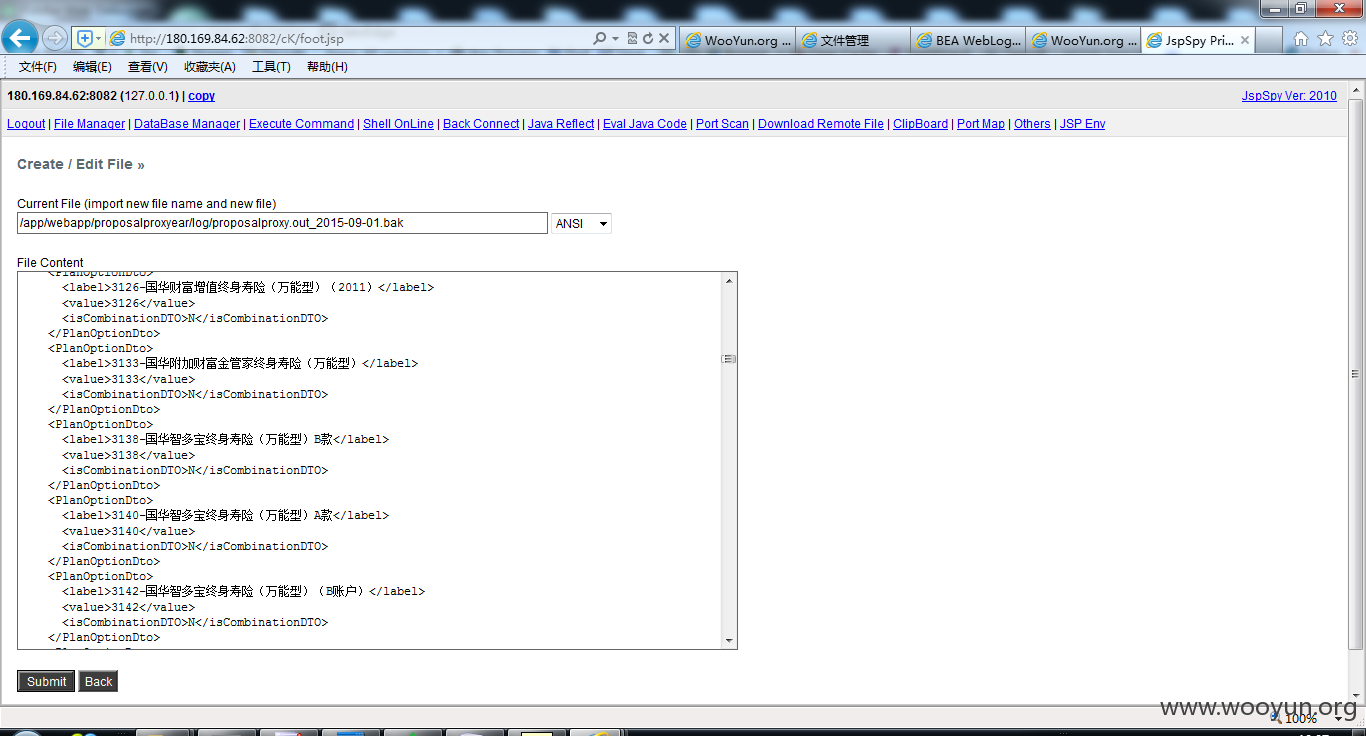 http://180.169.84.62:8082/cK/foot.jsp
WooYun.org ...
文件管理
BEA WebLog...
WooYun.org ...
JspSpy Pri...
文件(F) 编辑(E) 查看(V) 收藏夹(A) 工具(T) 帮助(H)
180.169.84.62:8082 (127.0.0.1) | copy
JspSpy Ver: 2010
Logout | File Manager | DataBase Manager | Execute Command | Shell OnLine | Back Connect | Java Reflect | Eval Java Code | Port Scan | Download Remote File | ClipBoard | Port Map | Others | JSP Env
Create / Edit File »
Current File (import new file name and new file)
/app/webapp/proposalproxyear/log/proposalproxy.out_2015-09-01.bak
ANSI
File Content
<PlanOptionDto>
<label>3126-国华财富增值终身寿险（万能型）（2011）</label>
<value>3126</value>
<isCombinationDTO>N</isCombinationDTO>
</PlanOptionDto>
<PlanOptionDto>
<label>3133-国华附加财富金管家终身寿险（万能型）</label>
<value>3133</value>
<isCombinationDTO>N</isCombinationDTO>
</PlanOptionDto>
<PlanOptionDto>
<label>3138-国华智多宝终身寿险（万能型）B款</label>
<value>3138</value>
<isCombinationDTO>N</isCombinationDTO>
</PlanOptionDto>
<PlanOptionDto>
<label>3140-国华智多宝终身寿险（万能型）A款</label>
<value>3140</value>
<isCombinationDTO>N</isCombinationDTO>
</PlanOptionDto>
<PlanOptionDto>
<label>3142-国华智多宝终身寿险（万能型）（B账户）</label>
<value>3142</value>
<isCombinationDTO>N</isCombinationDTO>
</PlanOptionDto>
Submit
Back
www.wooyun.org
100%